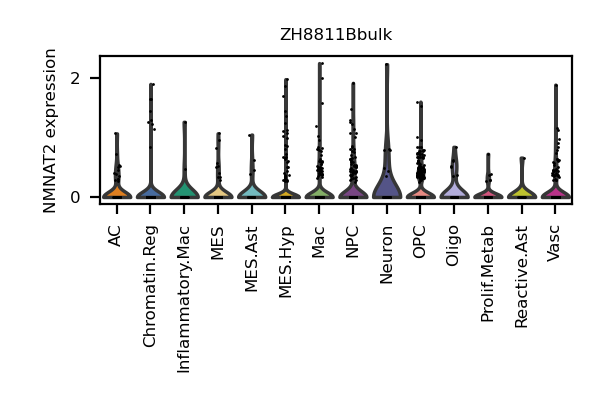 ZH8811Bbulk
NMNAT2 expression
2
0
AC
Chromatin.Reg
Inflammatory.Mac
MES
MES.Ast
MES.Hyp
Mac
NPC
Neuron
OPC
Oligo
Prolif.Metab
Reactive.Ast
Vasc